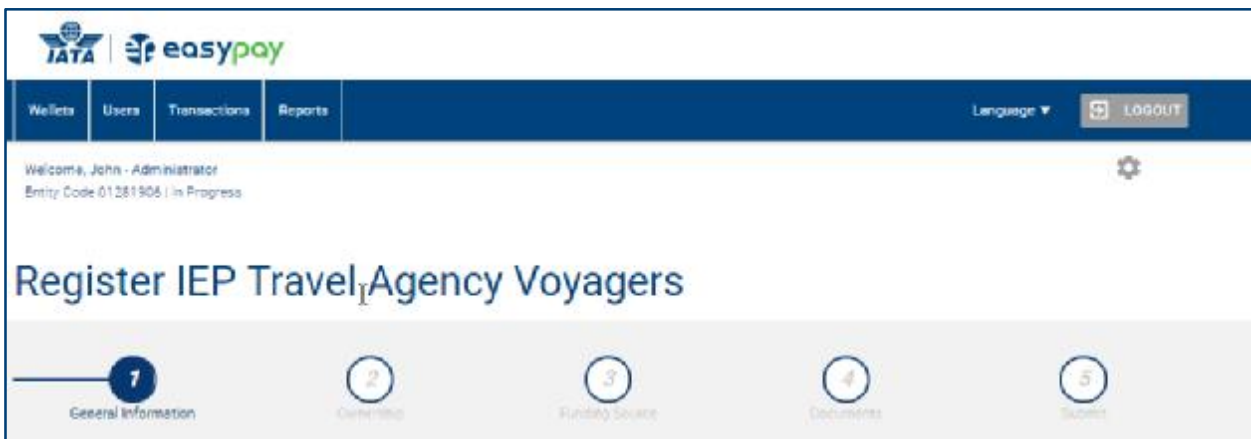 IATA easypay
Wallets Users Transactions Reports Language ▼ LOGOUT
Welcome, John - Administrator
Entity Code 01281906 | In Progress
Register IEP Travel Agency Voyagers
1 2 3 4 5
General Information Ownership Funding Source Documents Submit